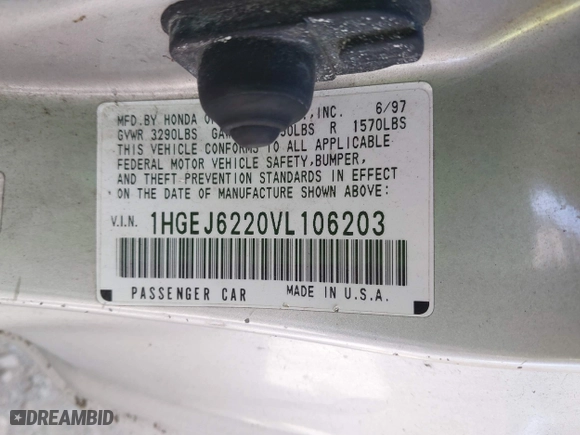 MFD.BY HONDA O ,INC. 6/97
GVWR 3290LBS GA 0LBS R 1570LBS
THIS VEHICLE CONFORMS TO ALL APPLICABLE
FEDERAL MOTOR VEHICLE SAFETY,BUMPER,
AND THEFT PREVENTION STANDARDS IN EFFECT
ON THE DATE OF MANUFACTURE SHOWN ABOVE:
V.I.N. 1HGEJ6220VL106203
PASSENGER CAR MADE IN U.S.A.
DREAMBID